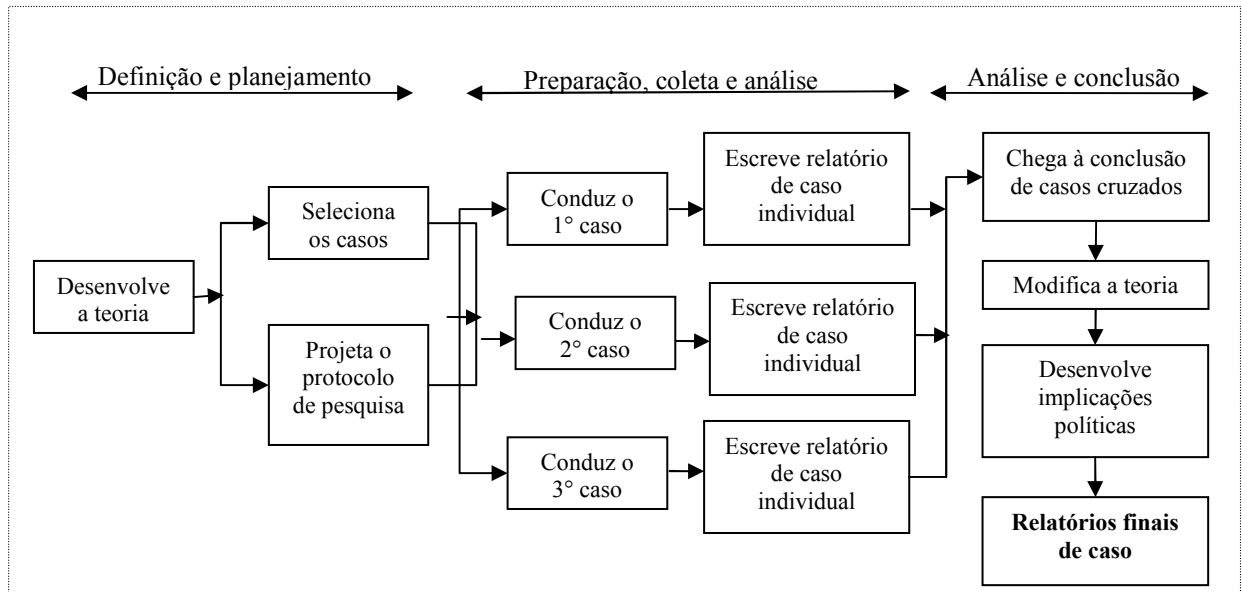 Definição e planejamento
Preparação, coleta e análise
Análise e conclusão
Desenvolve
a teoria
Seleciona
os casos
Projeta o
protocolo
de pesquisa
Conduz o
1° caso
Escreve relatório
de caso
individual
Conduz o
2° caso
Escreve relatório
de caso
individual
Conduz o
3° caso
Escreve relatório
de caso
individual
Chega à conclusão
de casos cruzados
Modifica a teoria
Desenvolve
implicações
políticas
Relatórios finais
de caso